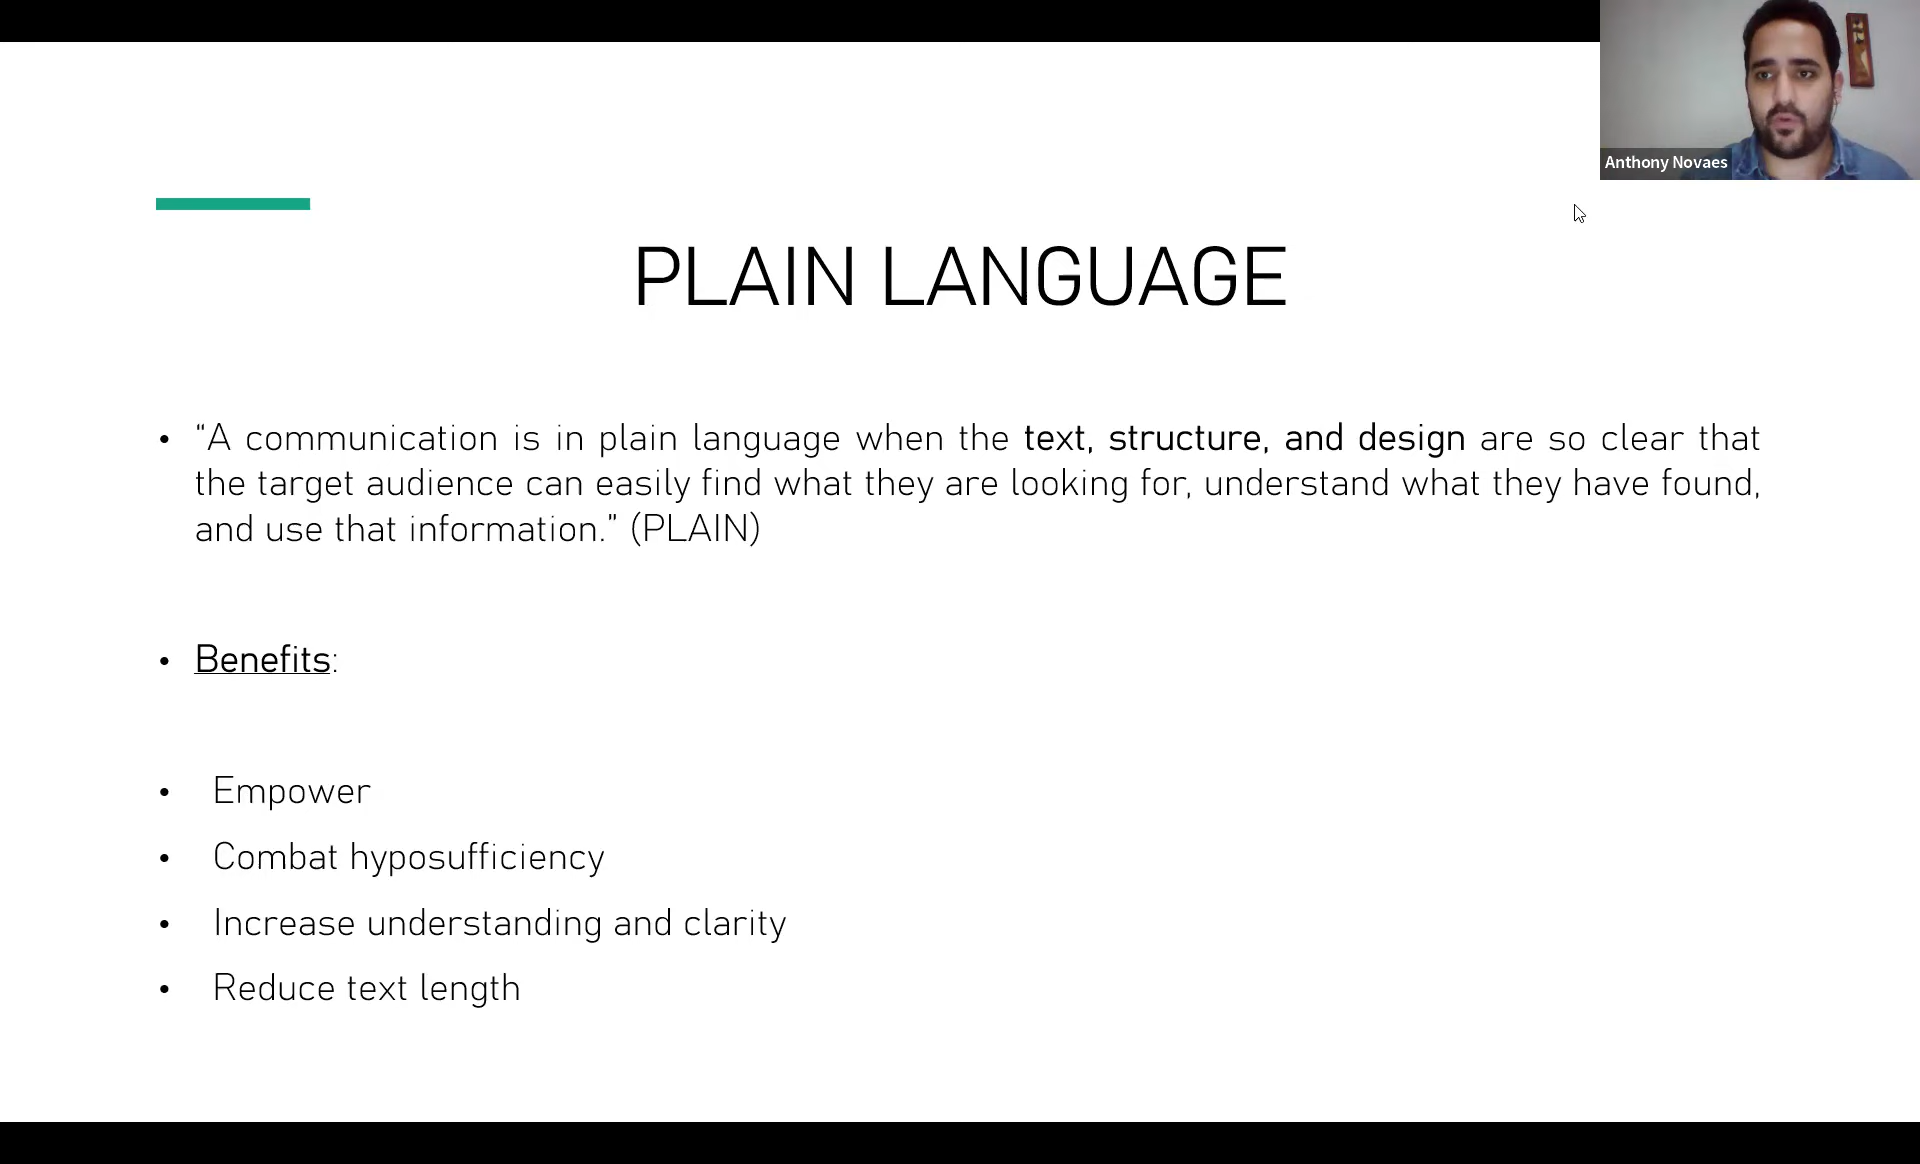 Anthony Novaes
PLAIN LANGUAGE
• “A communication is in plain language when the text, structure, and design are so clear that
the target audience can easily find what they are looking for, understand what they have found,
and use that information.” (PLAIN)
• Benefits:
• Empower
• Combat hyposufficiency
• Increase understanding and clarity
• Reduce text length